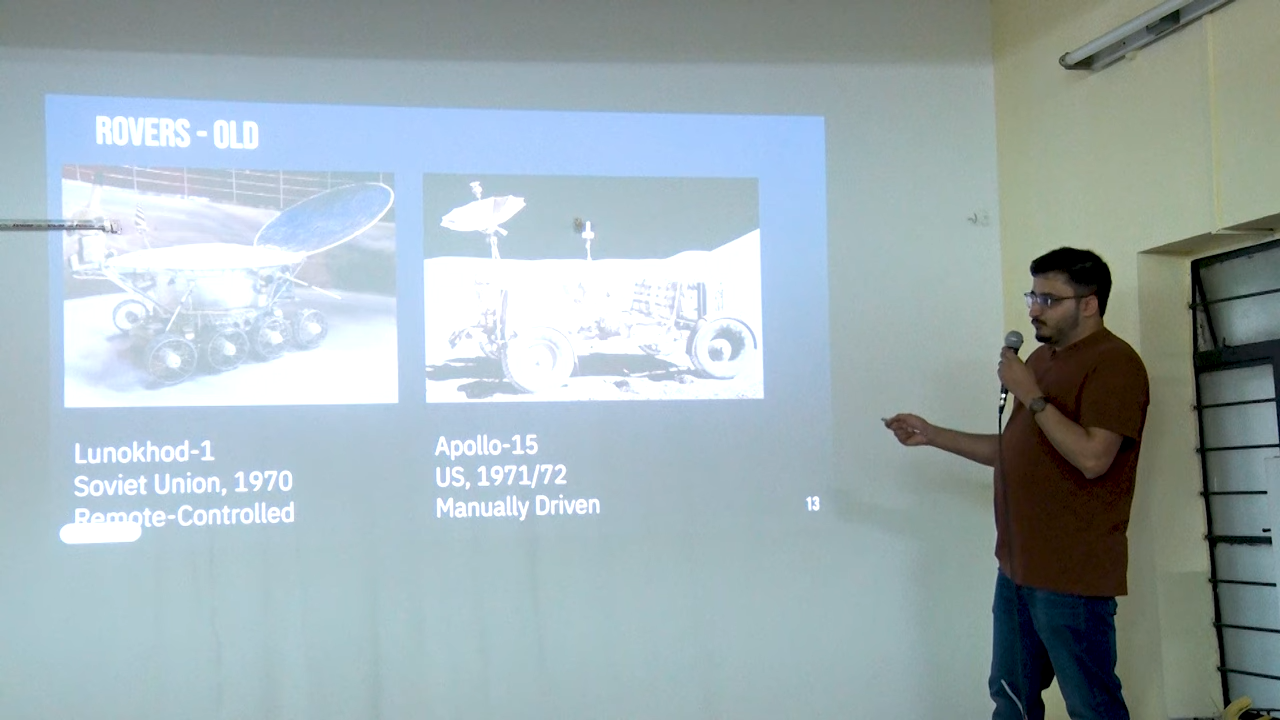 ROVERS - OLD
Lunokhod-1
Soviet Union, 1970
Remote-Controlled
Apollo-15
US, 1971/72
Manually Driven
13